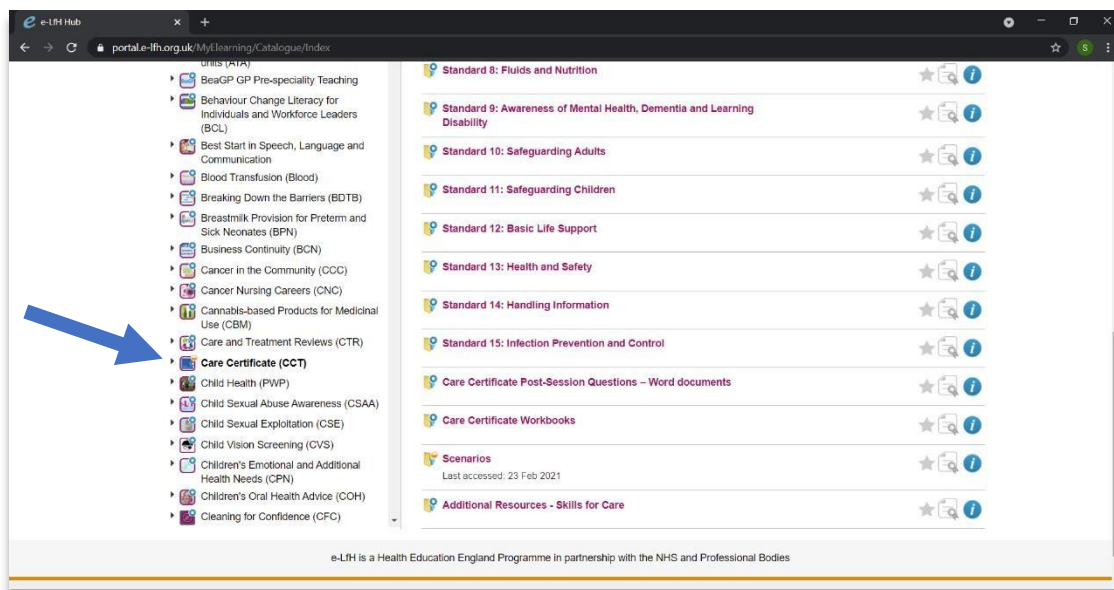 e-LfH Hub
portal.e-lfh.org.uk/MyElearning/Catalogue/Index
S
units (ATA)
BeaGP GP Pre-speciality Teaching
Behaviour Change Literacy for
Individuals and Workforce Leaders
(BCL)
Best Start in Speech, Language and
Communication
Blood Transfusion (Blood)
Breaking Down the Barriers (BDTB)
Breastmilk Provision for Preterm and
Sick Neonates (BPN)
Business Continuity (BCN)
Cancer in the Community (CCC)
Cancer Nursing Careers (CNC)
Cannabis-based Products for Medicinal
Use (CBM)
Care and Treatment Reviews (CTR)
Care Certificate (CCT)
Child Health (PWP)
Child Sexual Abuse Awareness (CSAA)
Child Sexual Exploitation (CSE)
Child Vision Screening (CVS)
Children's Emotional and Additional
Health Needs (CPN)
Children's Oral Health Advice (COH)
Cleaning for Confidence (CFC)
Standard 8: Fluids and Nutrition
Standard 9: Awareness of Mental Health, Dementia and Learning
Disability
Standard 10: Safeguarding Adults
Standard 11: Safeguarding Children
Standard 12: Basic Life Support
Standard 13: Health and Safety
Standard 14: Handling Information
Standard 15: Infection Prevention and Control
Care Certificate Post-Session Questions – Word documents
Care Certificate Workbooks
Scenarios
Last accessed: 23 Feb 2021
Additional Resources - Skills for Care
e-LfH is a Health Education England Programme in partnership with the NHS and Professional Bodies